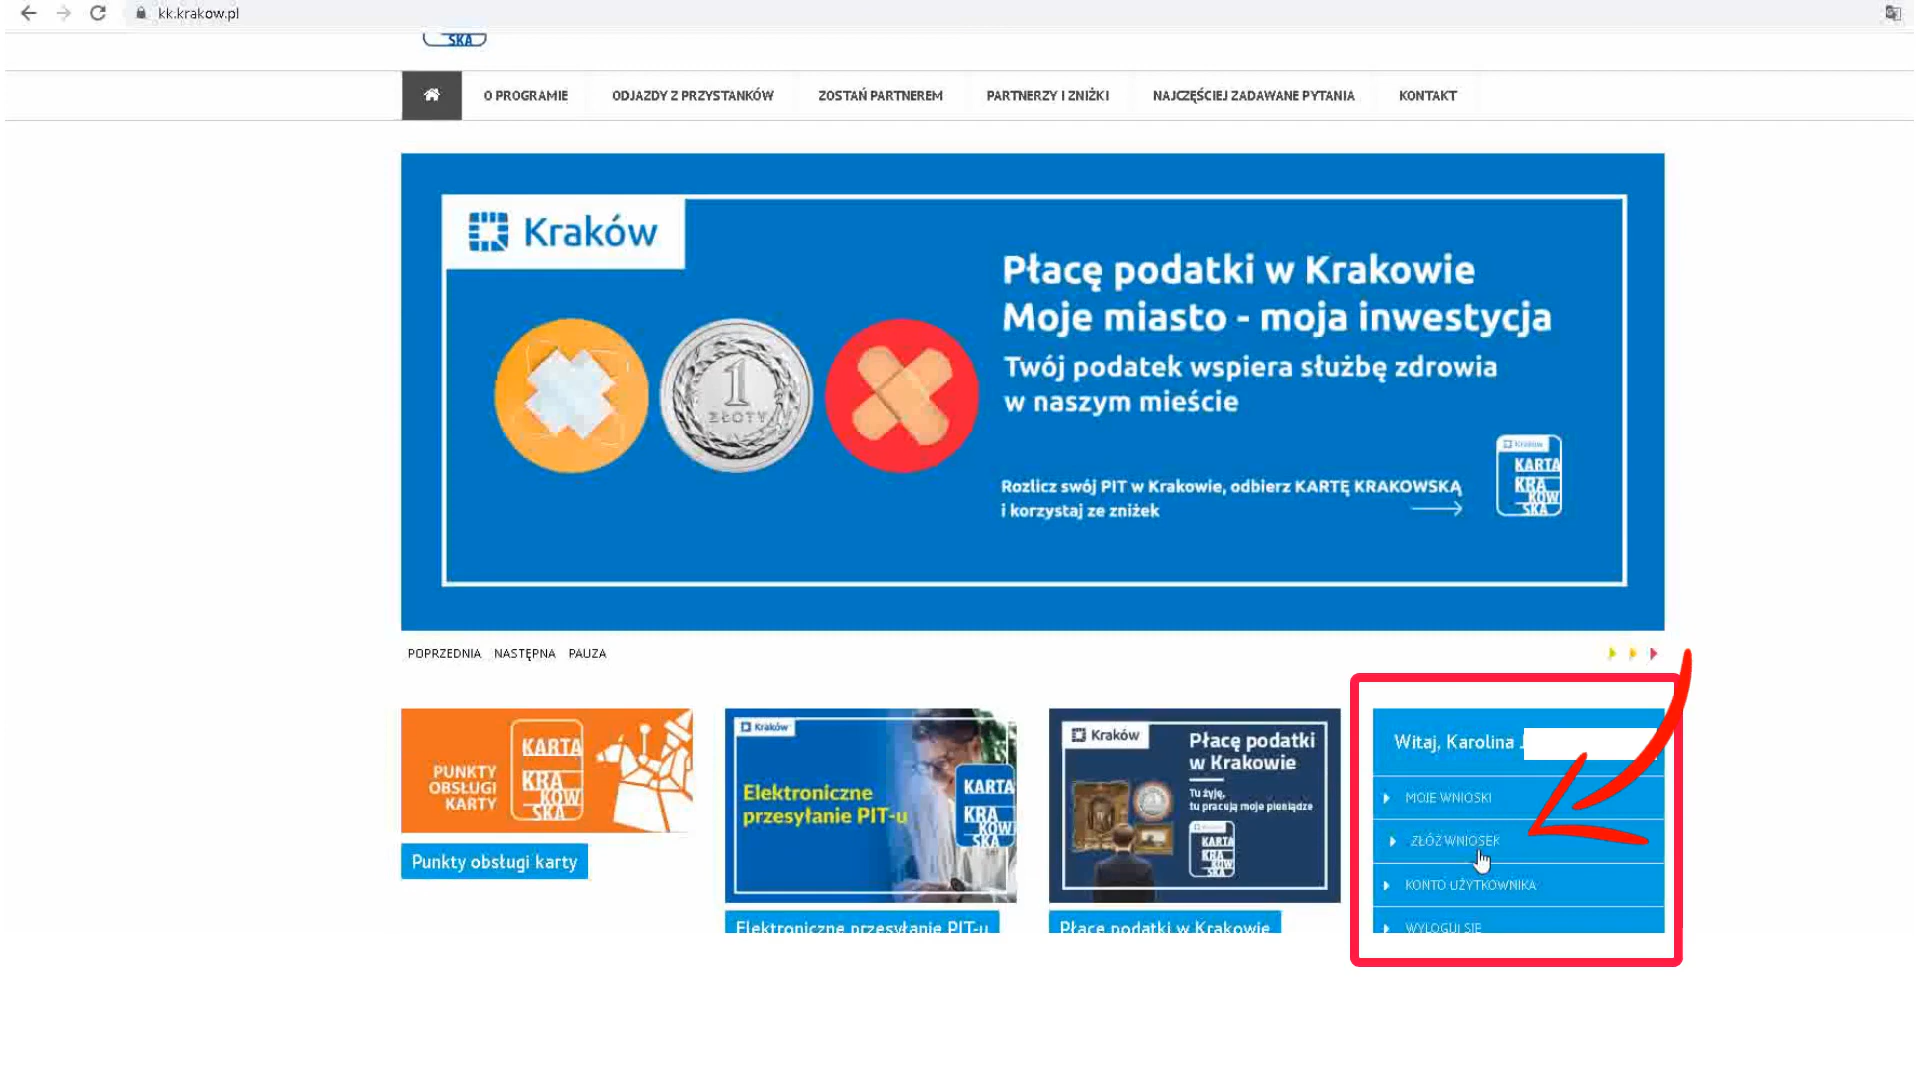 kk.krakow.pl
SKA
O PROGRAMIE
ODJAZDY Z PRZYSTANKÓW
ZOSTAŃ PARTNEREM
PARTNERZY I ZNIŻKI
NAJCZĘŚCIEJ ZADAWANE PYTANIA
KONTAKT
Kraków
Płacę podatki w Krakowie
Moje miasto - moja inwestycja
Twój podatek wspiera służbę zdrowia
w naszym mieście
1
ZŁOTY
Rozlicz swój PIT w Krakowie, odbierz KARTĘ KRAKOWSKĄ
i korzystaj ze zniżek
Kraków
KARTA
KRA
KOW
SKA
POPRZEDNIA NASTĘPNA PAUZA
PUNKTY
OBSŁUGI
KARTY
KARTA
KRA
KOW
SKA
Punkty obsługi karty
Kraków
Elektroniczne
przesyłanie PIT-u
KARTA
KRA
KOW
SKA
Elektroniczne przesyłanie PIT-u
Kraków
Płacę podatki
w Krakowie
Tu żyję,
tu pracują moje pieniądze
KARTA
KRA
KOW
SKA
Płacę podatki w Krakowie
Witaj, Karolina J
MOJE WNIOSKI
ZŁÓŻ WNIOSEK
KONTO UŻYTKOWNIKA
WYLOGUJ SIĘ